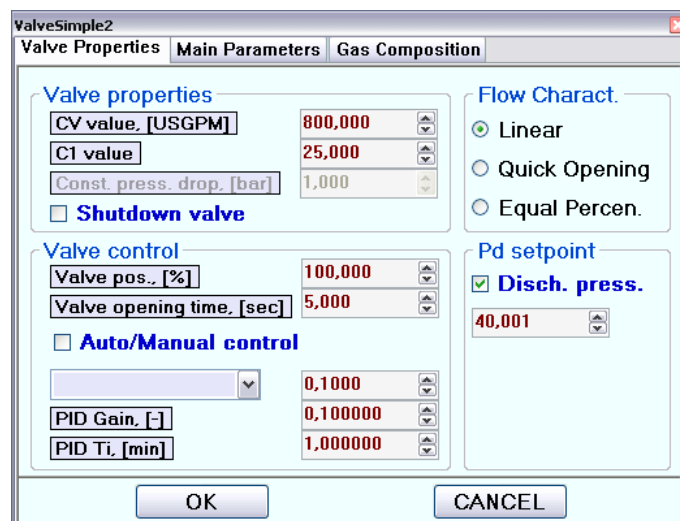 ValveSimple2
Valve Properties Main Parameters Gas Composition
Valve properties
CV value, [USGPM] 800,000
C1 value 25,000
Const. press. drop, [bar] 1,000
Shutdown valve
Flow Charact.
Linear
Quick Opening
Equal Percen.
Valve control
Valve pos., [%] 100,000
Valve opening time, [sec] 5,000
Auto/Manual control
0,1000
PID Gain, [-] 0,100000
PID Ti, [min] 1,000000
Pd setpoint
Disch. press.
40,001
OK CANCEL